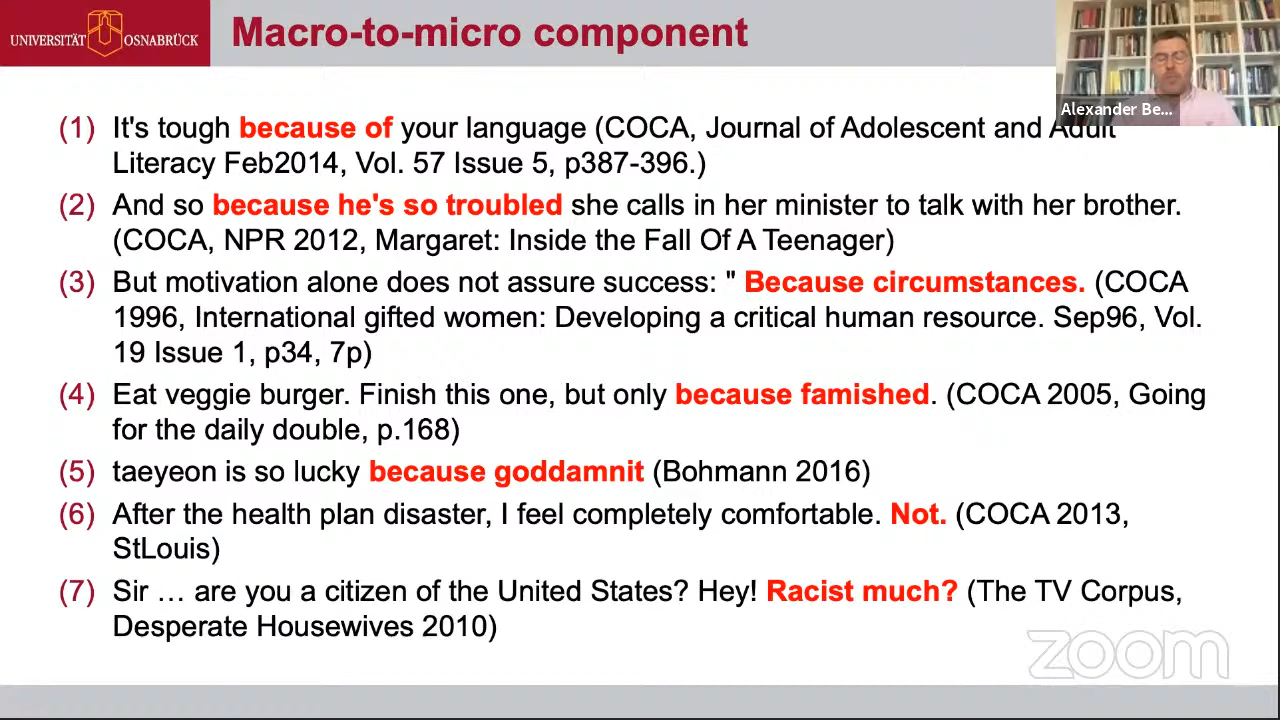 UNIVERSITÄT OSNABRÜCK
Macro-to-micro component
Alexander Be...
(1) It's tough because of your language (COCA, Journal of Adolescent and Adult
Literacy Feb2014, Vol. 57 Issue 5, p387-396.)
(2) And so because he's so troubled she calls in her minister to talk with her brother.
(COCA, NPR 2012, Margaret: Inside the Fall Of A Teenager)
(3) But motivation alone does not assure success: " Because circumstances. (COCA
1996, International gifted women: Developing a critical human resource. Sep96, Vol.
19 Issue 1, p34, 7p)
(4) Eat veggie burger. Finish this one, but only because famished. (COCA 2005, Going
for the daily double, p.168)
(5) taeyeon is so lucky because goddamnit (Bohmann 2016)
(6) After the health plan disaster, I feel completely comfortable. Not. (COCA 2013,
StLouis)
(7) Sir … are you a citizen of the United States? Hey! Racist much? (The TV Corpus,
Desperate Housewives 2010)
zoom